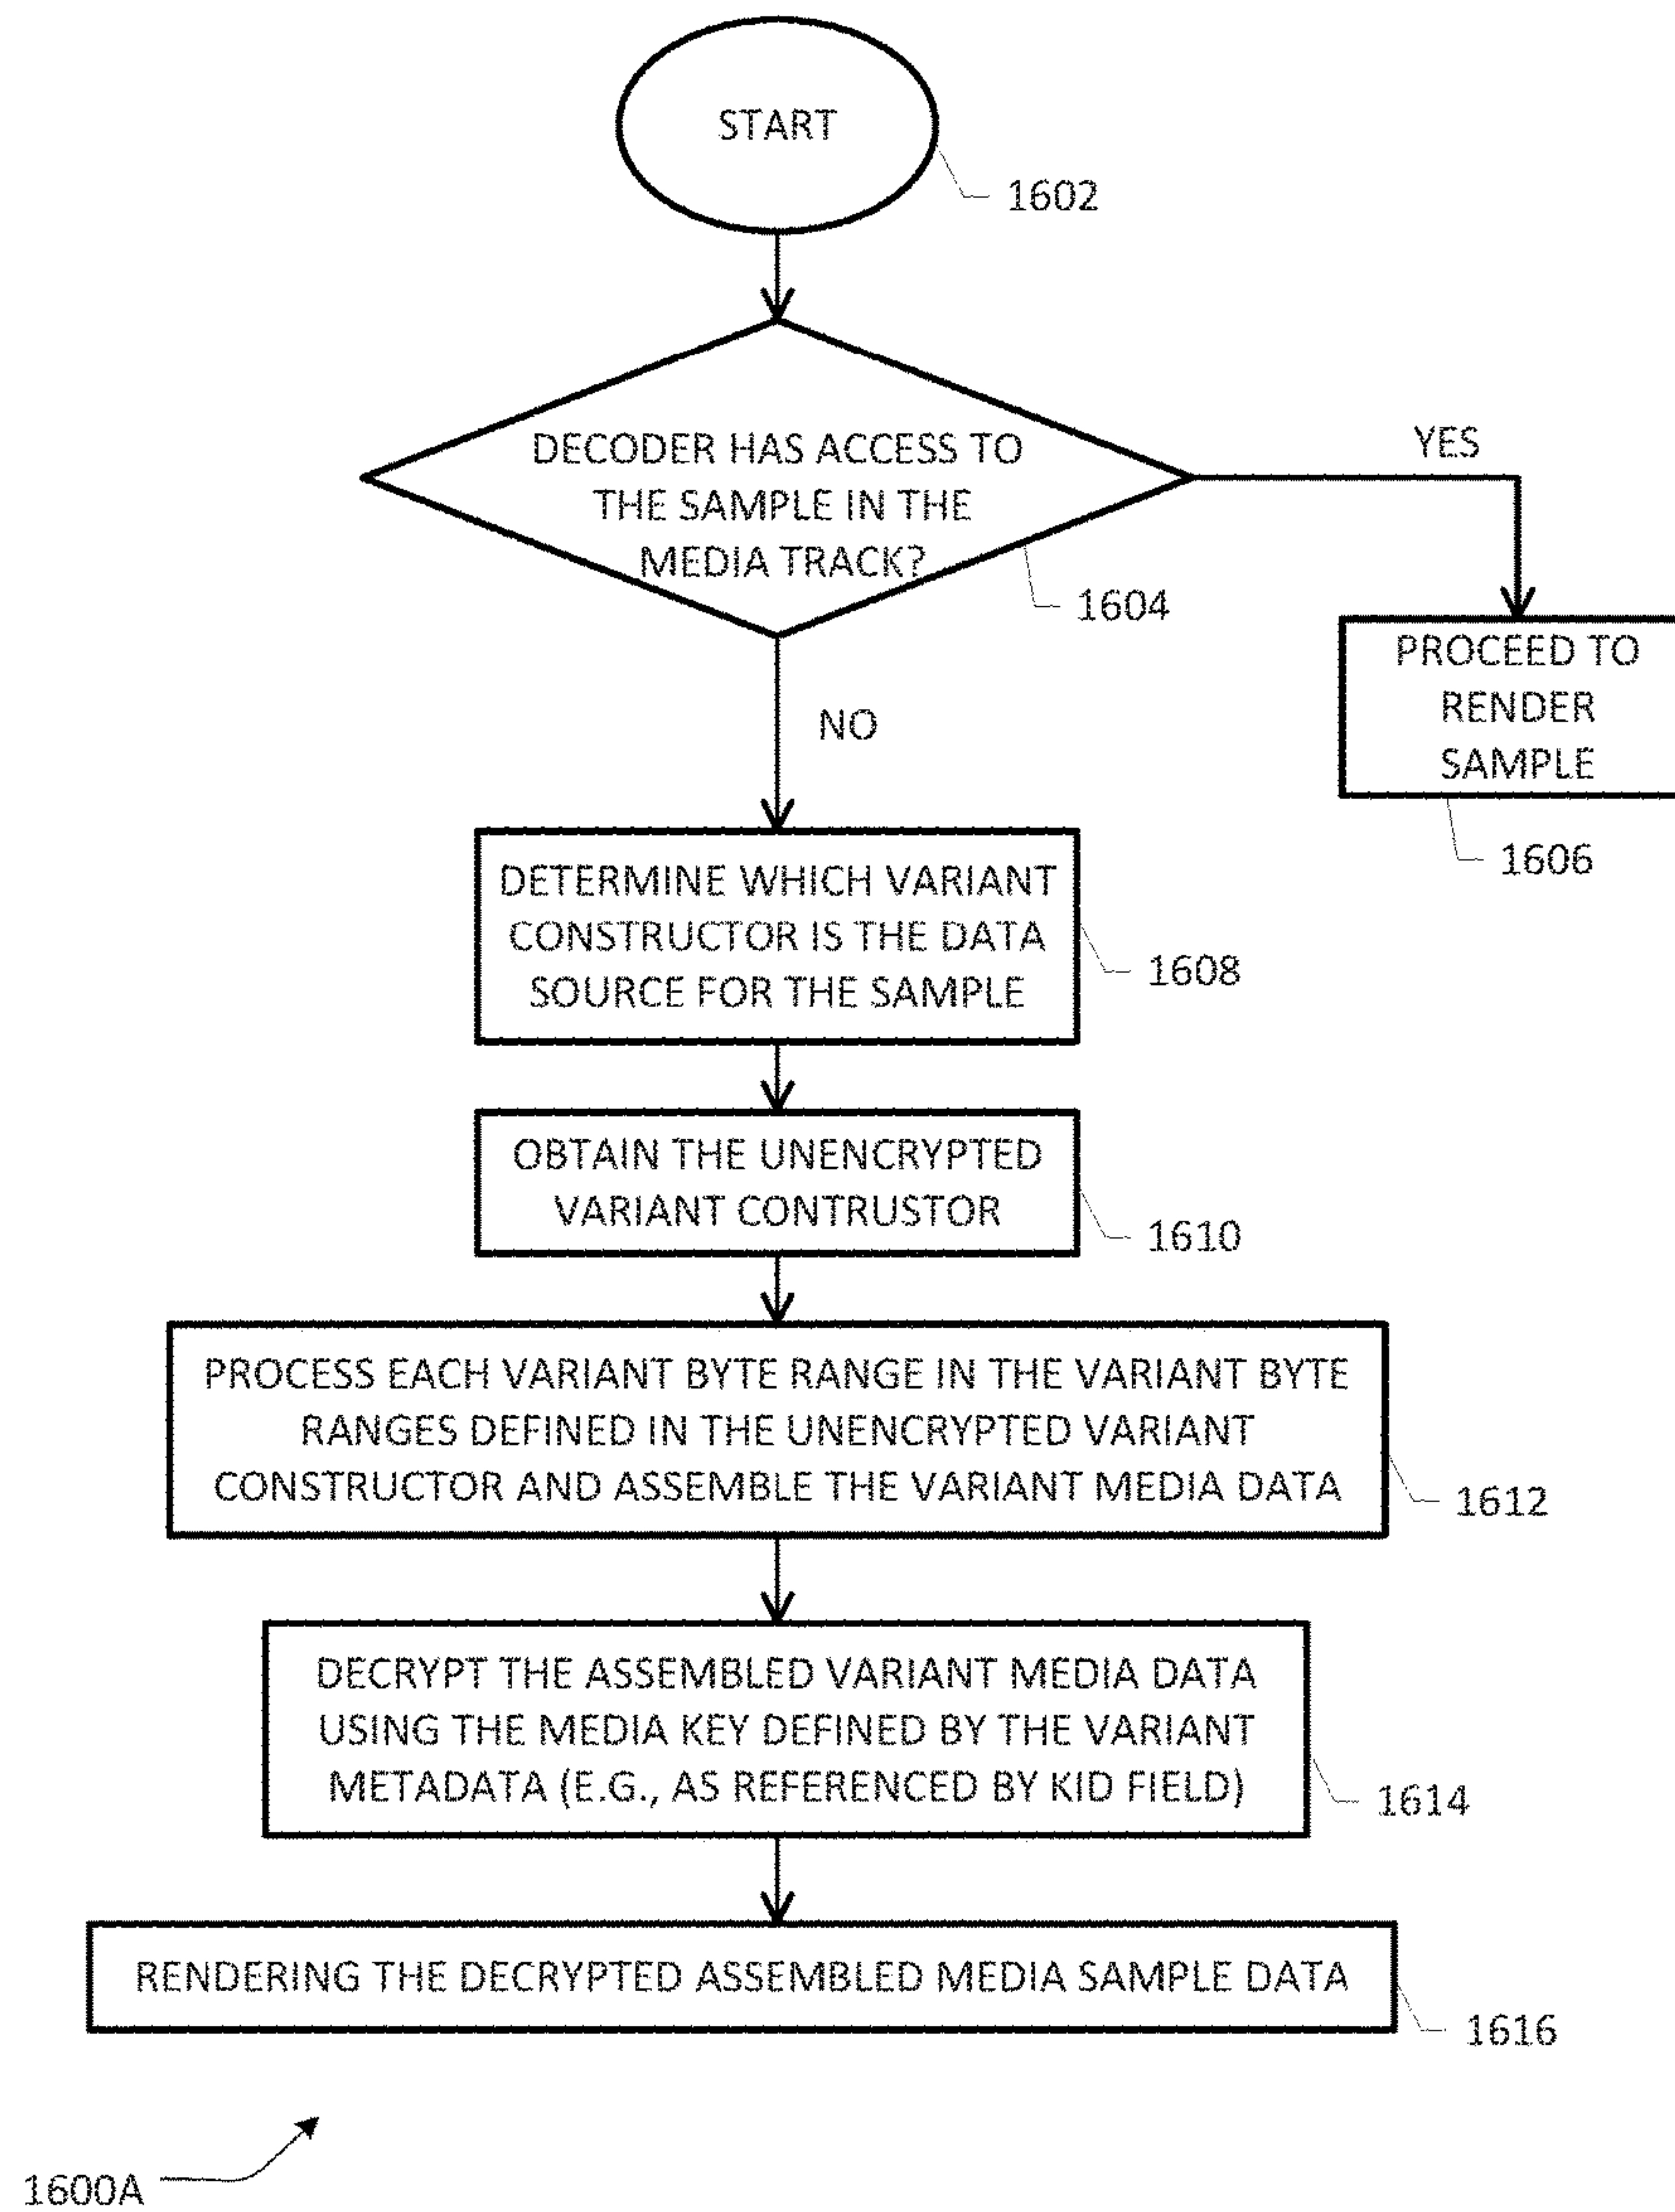 START
1602
DECODER HAS ACCESS TO
THE SAMPLE IN THE
MEDIA TRACK?
1604
YES
PROCEED TO
RENDER
SAMPLE
1606
NO
DETERMINE WHICH VARIANT
CONSTRUCTOR IS THE DATA
SOURCE FOR THE SAMPLE
1608
OBTAIN THE UNENCRYPTED
VARIANT CONTRUSTOR
1610
PROCESS EACH VARIANT BYTE RANGE IN THE VARIANT BYTE
RANGES DEFINED IN THE UNENCRYPTED VARIANT
CONSTRUCTOR AND ASSEMBLE THE VARIANT MEDIA DATA
1612
DECRYPT THE ASSEMBLED VARIANT MEDIA DATA
USING THE MEDIA KEY DEFINED BY THE VARIANT
METADATA (E.G., AS REFERENCED BY KID FIELD)
1614
RENDERING THE DECRYPTED ASSEMBLED MEDIA SAMPLE DATA
1616
1600A